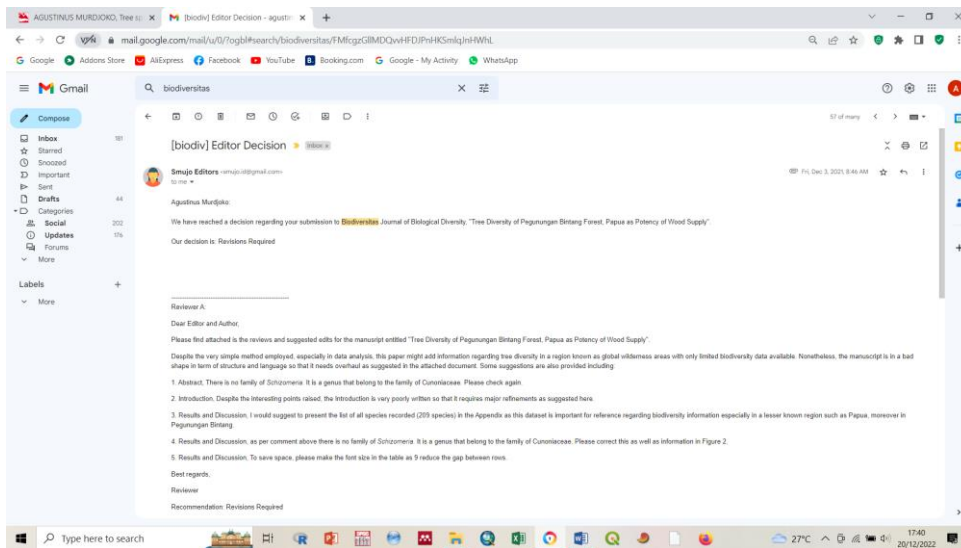 AGUSTINUS MURDJOKO, Tree sp
[biodiv] Editor Decision - agustin
mail.google.com/mail/u/0/?ogbl#search/biodiversitas/FMfcgzGllMDQvvHFDJPnHKSmlqJnHWhL
Google Addons Store AliExpress Facebook YouTube Booking.com Google - My Activity WhatsApp
Gmail
biodiversitas
Compose
57 of many
Inbox 191
Starred
Snoozed
Important
Sent
Drafts 44
Categories
Social 202
Updates 176
Forums
More
Labels
More
[biodiv] Editor Decision Inbox x
Smujo Editors <smujo.id@gmail.com> Fri, Dec 3, 2021, 8:46 AM
to me
Agustinus Murdjoko:
We have reached a decision regarding your submission to Biodiversitas Journal of Biological Diversity, "Tree Diversity of Pegunungan Bintang Forest, Papua as Potency of Wood Supply".
Our decision is: Revisions Required
Reviewer A:
Dear Editor and Author,
Please find attached is the reviews and suggested edits for the manuscript entitled "Tree Diversity of Pegunungan Bintang Forest, Papua as Potency of Wood Supply".
Despite the very simple method employed, especially in data analysis, this paper might add information regarding tree diversity in a region known as global wilderness areas with only limited biodiversity data available. Nonetheless, the manuscript is in a bad
shape in term of structure and language so that it needs overhaul as suggested in the attached document. Some suggestions are also provided including:
1. Abstract, There is no family of Schizomeria. It is a genus that belong to the family of Cunoniaceae. Please check again.
2. Introduction, Despite the interesting points raised, the Introduction is very poorly written so that it requires major refinements as suggested here.
3. Results and Discussion, I would suggest to present the list of all species recorded (209 species) in the Appendix as this dataset is important for reference regarding biodiversity information especially in a lesser known region such as Papua, moreover in
Pegunungan Bintang.
4. Results and Discussion, as per comment above there is no family of Schizomeria. It is a genus that belong to the family of Cunoniaceae. Please correct this as well as information in Figure 2.
5. Results and Discussion, To save space, please make the font size in the table as 9 reduce the gap between rows.
Best regards,
Reviewer
Recommendation: Revisions Required
Type here to search
27°C
17:40
20/12/2022